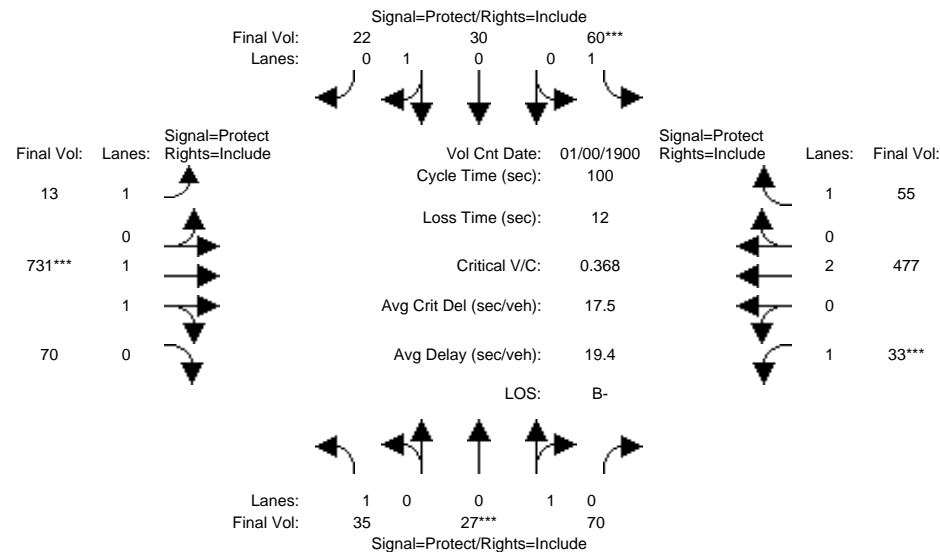 Signal=Protect/Rights=Include
Final Vol: 22 30 60***
Lanes: 0 1 0 0 1
Signal=Protect
Final Vol: Lanes: Rights=Include
Vol Cnt Date: 01/00/1900
Signal=Protect
Rights=Include Lanes: Final Vol:
Cycle Time (sec): 100
13 1
1 55
Loss Time (sec): 12
0
0
731*** 1
Critical V/C: 0.368
2 477
1
Avg Crit Del (sec/veh): 17.5
0
70 0
Avg Delay (sec/veh): 19.4
1 33***
LOS: B-
Lanes: 1 0 0 1 0
Final Vol: 35 27*** 70
Signal=Protect/Rights=Include